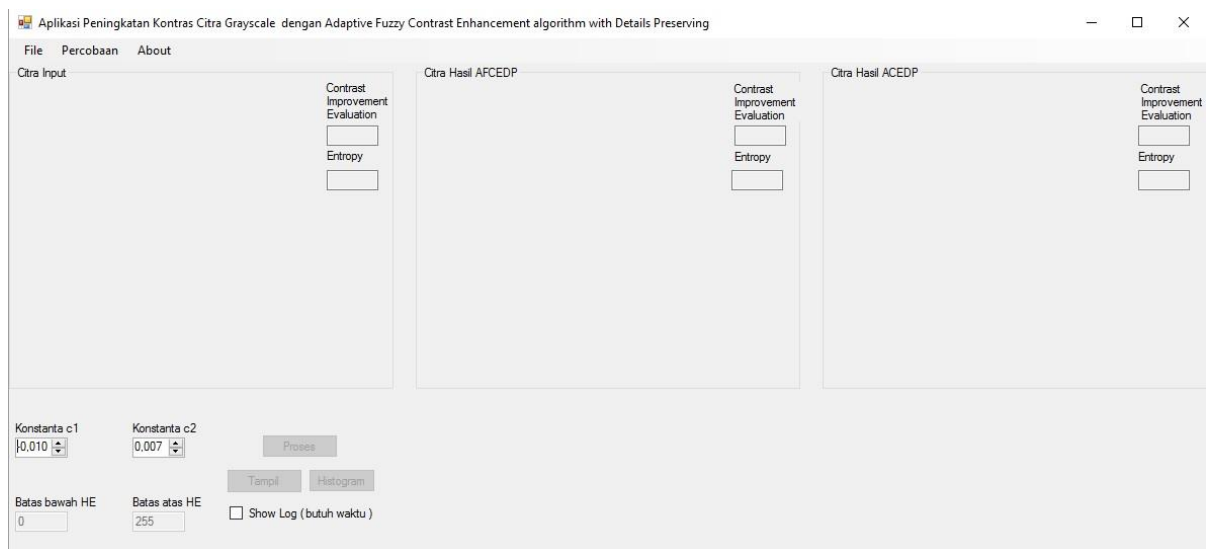 Aplikasi Peningkatan Kontras Citra Grayscale dengan Adaptive Fuzzy Contrast Enhancement algorithm with Details Preserving
File Percobaan About
Citra Input
Contrast
Improvement
Evaluation
Entropy
Citra Hasil AFCEDP
Contrast
Improvement
Evaluation
Entropy
Citra Hasil ACEDP
Contrast
Improvement
Evaluation
Entropy
Konstanta c1
-0,010
Konstanta c2
0,007
Proses
Tampil
Histogram
Batas bawah HE
0
Batas atas HE
255
Show Log ( butuh waktu )